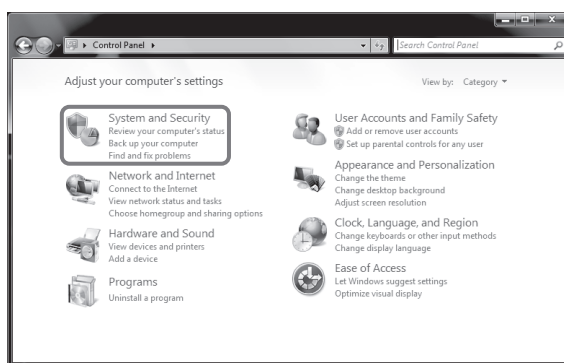 Control Panel
Search Control Panel
Adjust your computer's settings
View by: Category
System and Security
Review your computer's status
Back up your computer
Find and fix problems
Network and Internet
Connect to the Internet
View network status and tasks
Choose homegroup and sharing options
Hardware and Sound
View devices and printers
Add a device
Programs
Uninstall a program
User Accounts and Family Safety
Add or remove user accounts
Set up parental controls for any user
Appearance and Personalization
Change the theme
Change desktop background
Adjust screen resolution
Clock, Language, and Region
Change keyboards or other input methods
Change display language
Ease of Access
Let Windows suggest settings
Optimize visual display